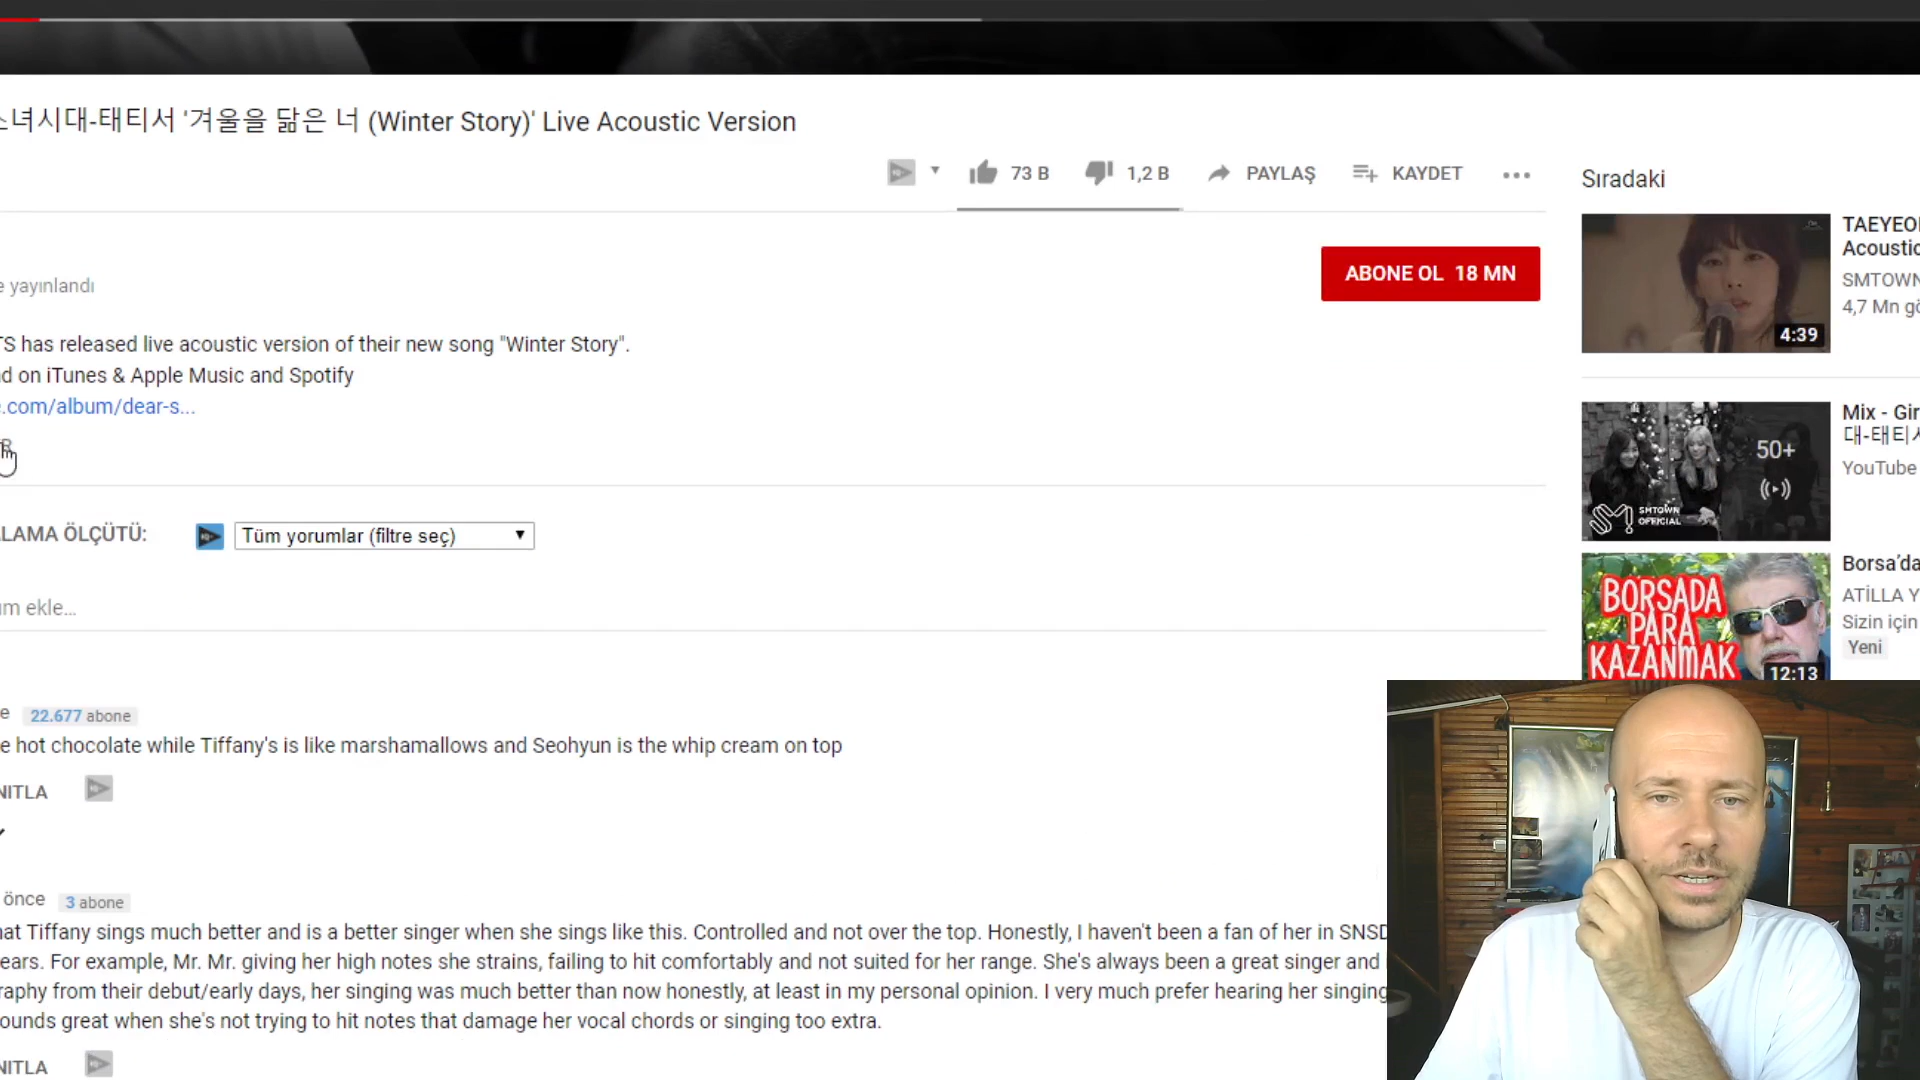 소녀시대-태티서 '겨울을 닮은 너 (Winter Story)' Live Acoustic Version
73 B
1,2 B
PAYLAŞ
KAYDET
e yayınlandı
ABONE OL 18 MN
TS has released live acoustic version of their new song "Winter Story".
d on iTunes & Apple Music and Spotify
.com/album/dear-s...
R
LAMA ÖLÇÜTÜ:
Tüm yorumlar (filtre seç)
m ekle...
e 22.677 abone
e hot chocolate while Tiffany's is like marshamallows and Seohyun is the whip cream on top
NITLA
önce 3 abone
at Tiffany sings much better and is a better singer when she sings like this. Controlled and not over the top. Honestly, I haven't been a fan of her in SNSD
ears. For example, Mr. Mr. giving her high notes she strains, failing to hit comfortably and not suited for her range. She's always been a great singer and
raphy from their debut/early days, her singing was much better than now honestly, at least in my personal opinion. I very much prefer hearing her singing
ounds great when she's not trying to hit notes that damage her vocal chords or singing too extra.
NITLA
Sıradaki
4:39
TAEYEO
Acoustic
SMTOWN
4,7 Mn gö
50+
SMTOWN
OFFICIAL
Mix - Gir
대-태티서
YouTube
BORSADA
PARA
KAZANMAK
12:13
Borsa'da
ATİLLA Y
Sizin için
Yeni